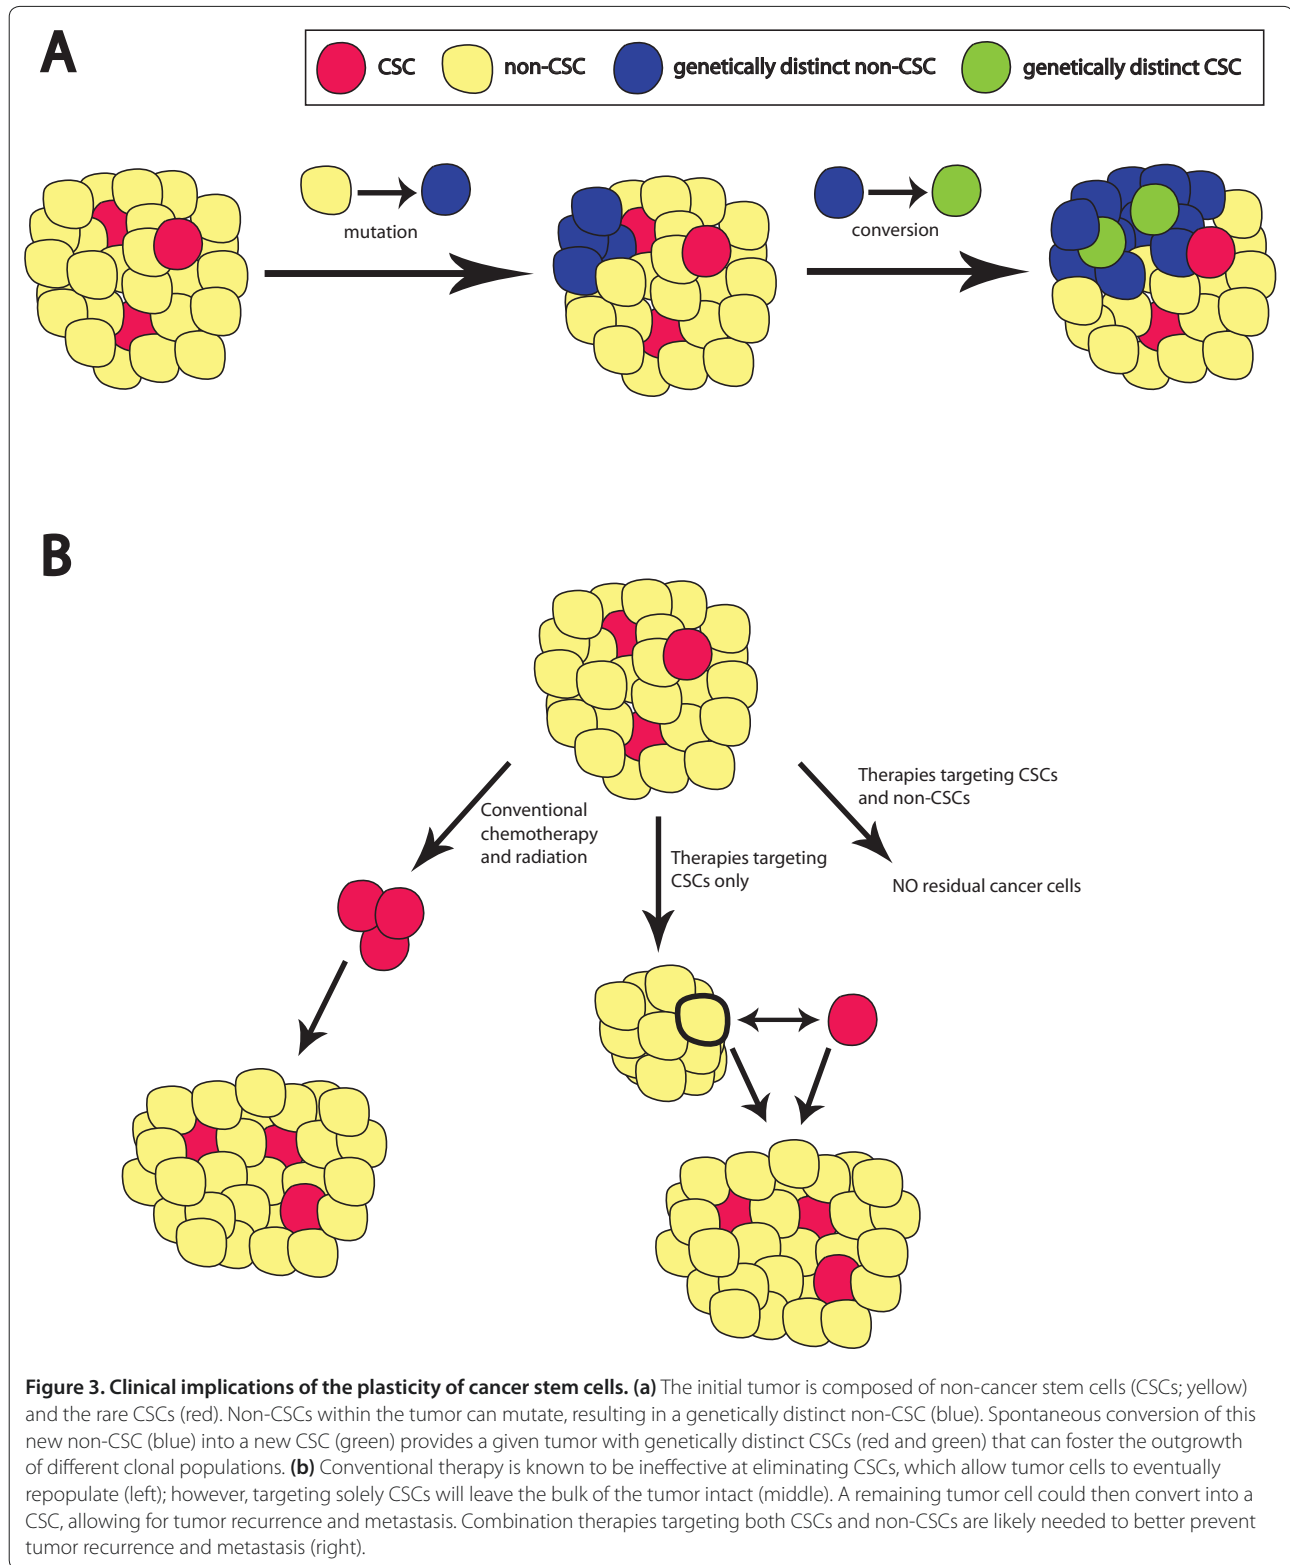 A
CSC non-CSC genetically distinct non-CSC genetically distinct CSC
mutation
conversion
B
Conventional
chemotherapy
and radiation
Therapies targeting
CSCs only
Therapies targeting CSCs
and non-CSCs
NO residual cancer cells
Figure 3. Clinical implications of the plasticity of cancer stem cells. (a) The initial tumor is composed of non-cancer stem cells (CSCs; yellow)
and the rare CSCs (red). Non-CSCs within the tumor can mutate, resulting in a genetically distinct non-CSC (blue). Spontaneous conversion of this
new non-CSC (blue) into a new CSC (green) provides a given tumor with genetically distinct CSCs (red and green) that can foster the outgrowth
of different clonal populations. (b) Conventional therapy is known to be ineffective at eliminating CSCs, which allow tumor cells to eventually
repopulate (left); however, targeting solely CSCs will leave the bulk of the tumor intact (middle). A remaining tumor cell could then convert into a
CSC, allowing for tumor recurrence and metastasis. Combination therapies targeting both CSCs and non-CSCs are likely needed to better prevent
tumor recurrence and metastasis (right).